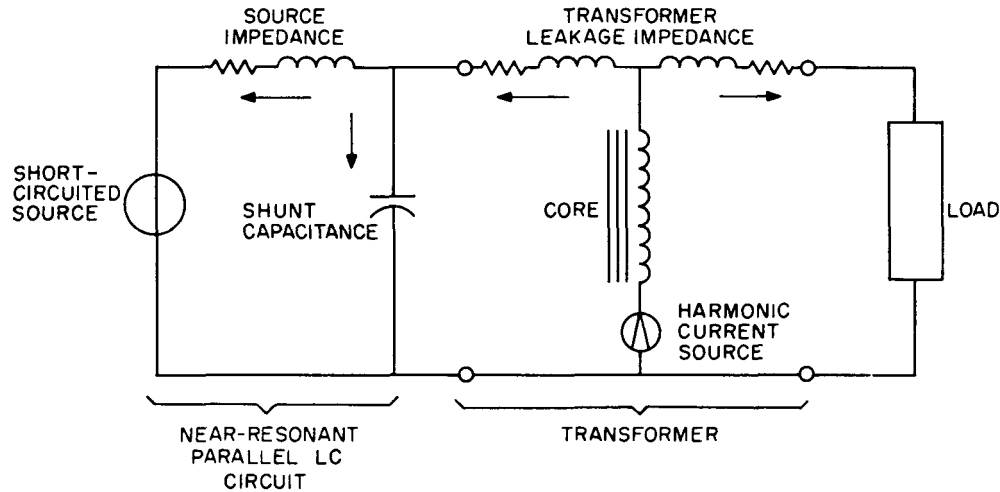 SOURCE
IMPEDANCE
TRANSFORMER
LEAKAGE IMPEDANCE
SHORT-
CIRCUITED
SOURCE
SHUNT
CAPACITANCE
CORE
LOAD
HARMONIC
CURRENT
SOURCE
NEAR-RESONANT
PARALLEL LC
CIRCUIT
TRANSFORMER